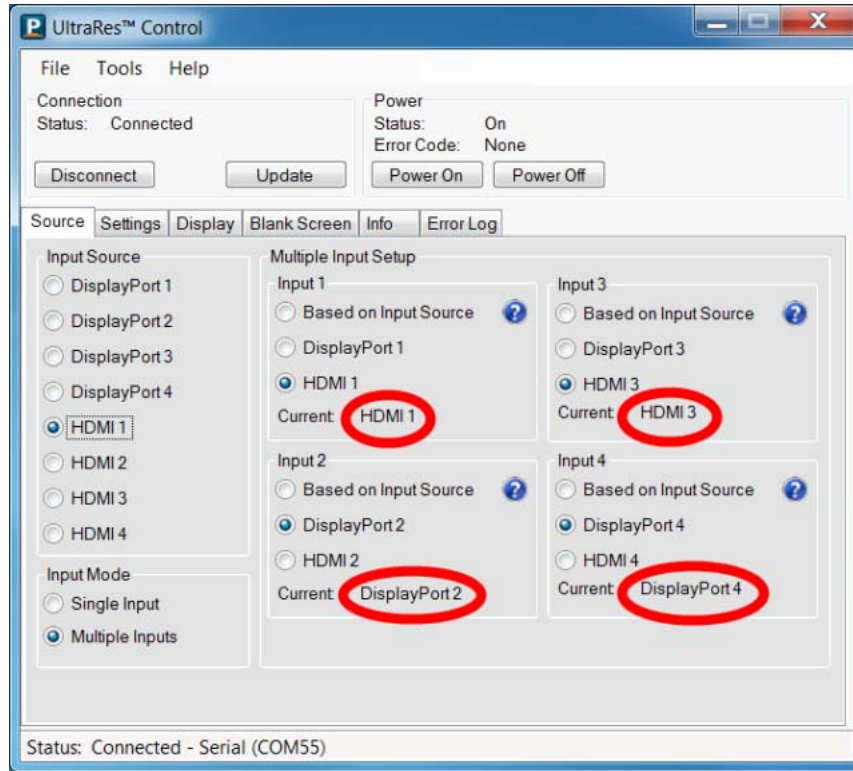 P UltraRes™ Control
X
File Tools Help
Connection
Status: Connected
Disconnect Update
Power
Status: On
Error Code: None
Power On Power Off
Source Settings Display Blank Screen Info Error Log
Input Source
DisplayPort 1
DisplayPort 2
DisplayPort 3
DisplayPort 4
HDMI 1
HDMI 2
HDMI 3
HDMI 4
Input Mode
Single Input
Multiple Inputs
Multiple Input Setup
Input 1
Based on Input Source ?
DisplayPort 1
HDMI 1
Current: HDMI 1
Input 2
Based on Input Source ?
DisplayPort 2
HDMI 2
Current: DisplayPort 2
Input 3
Based on Input Source ?
DisplayPort 3
HDMI 3
Current: HDMI 3
Input 4
Based on Input Source ?
DisplayPort 4
HDMI 4
Current: DisplayPort 4
Status: Connected - Serial (COM55)